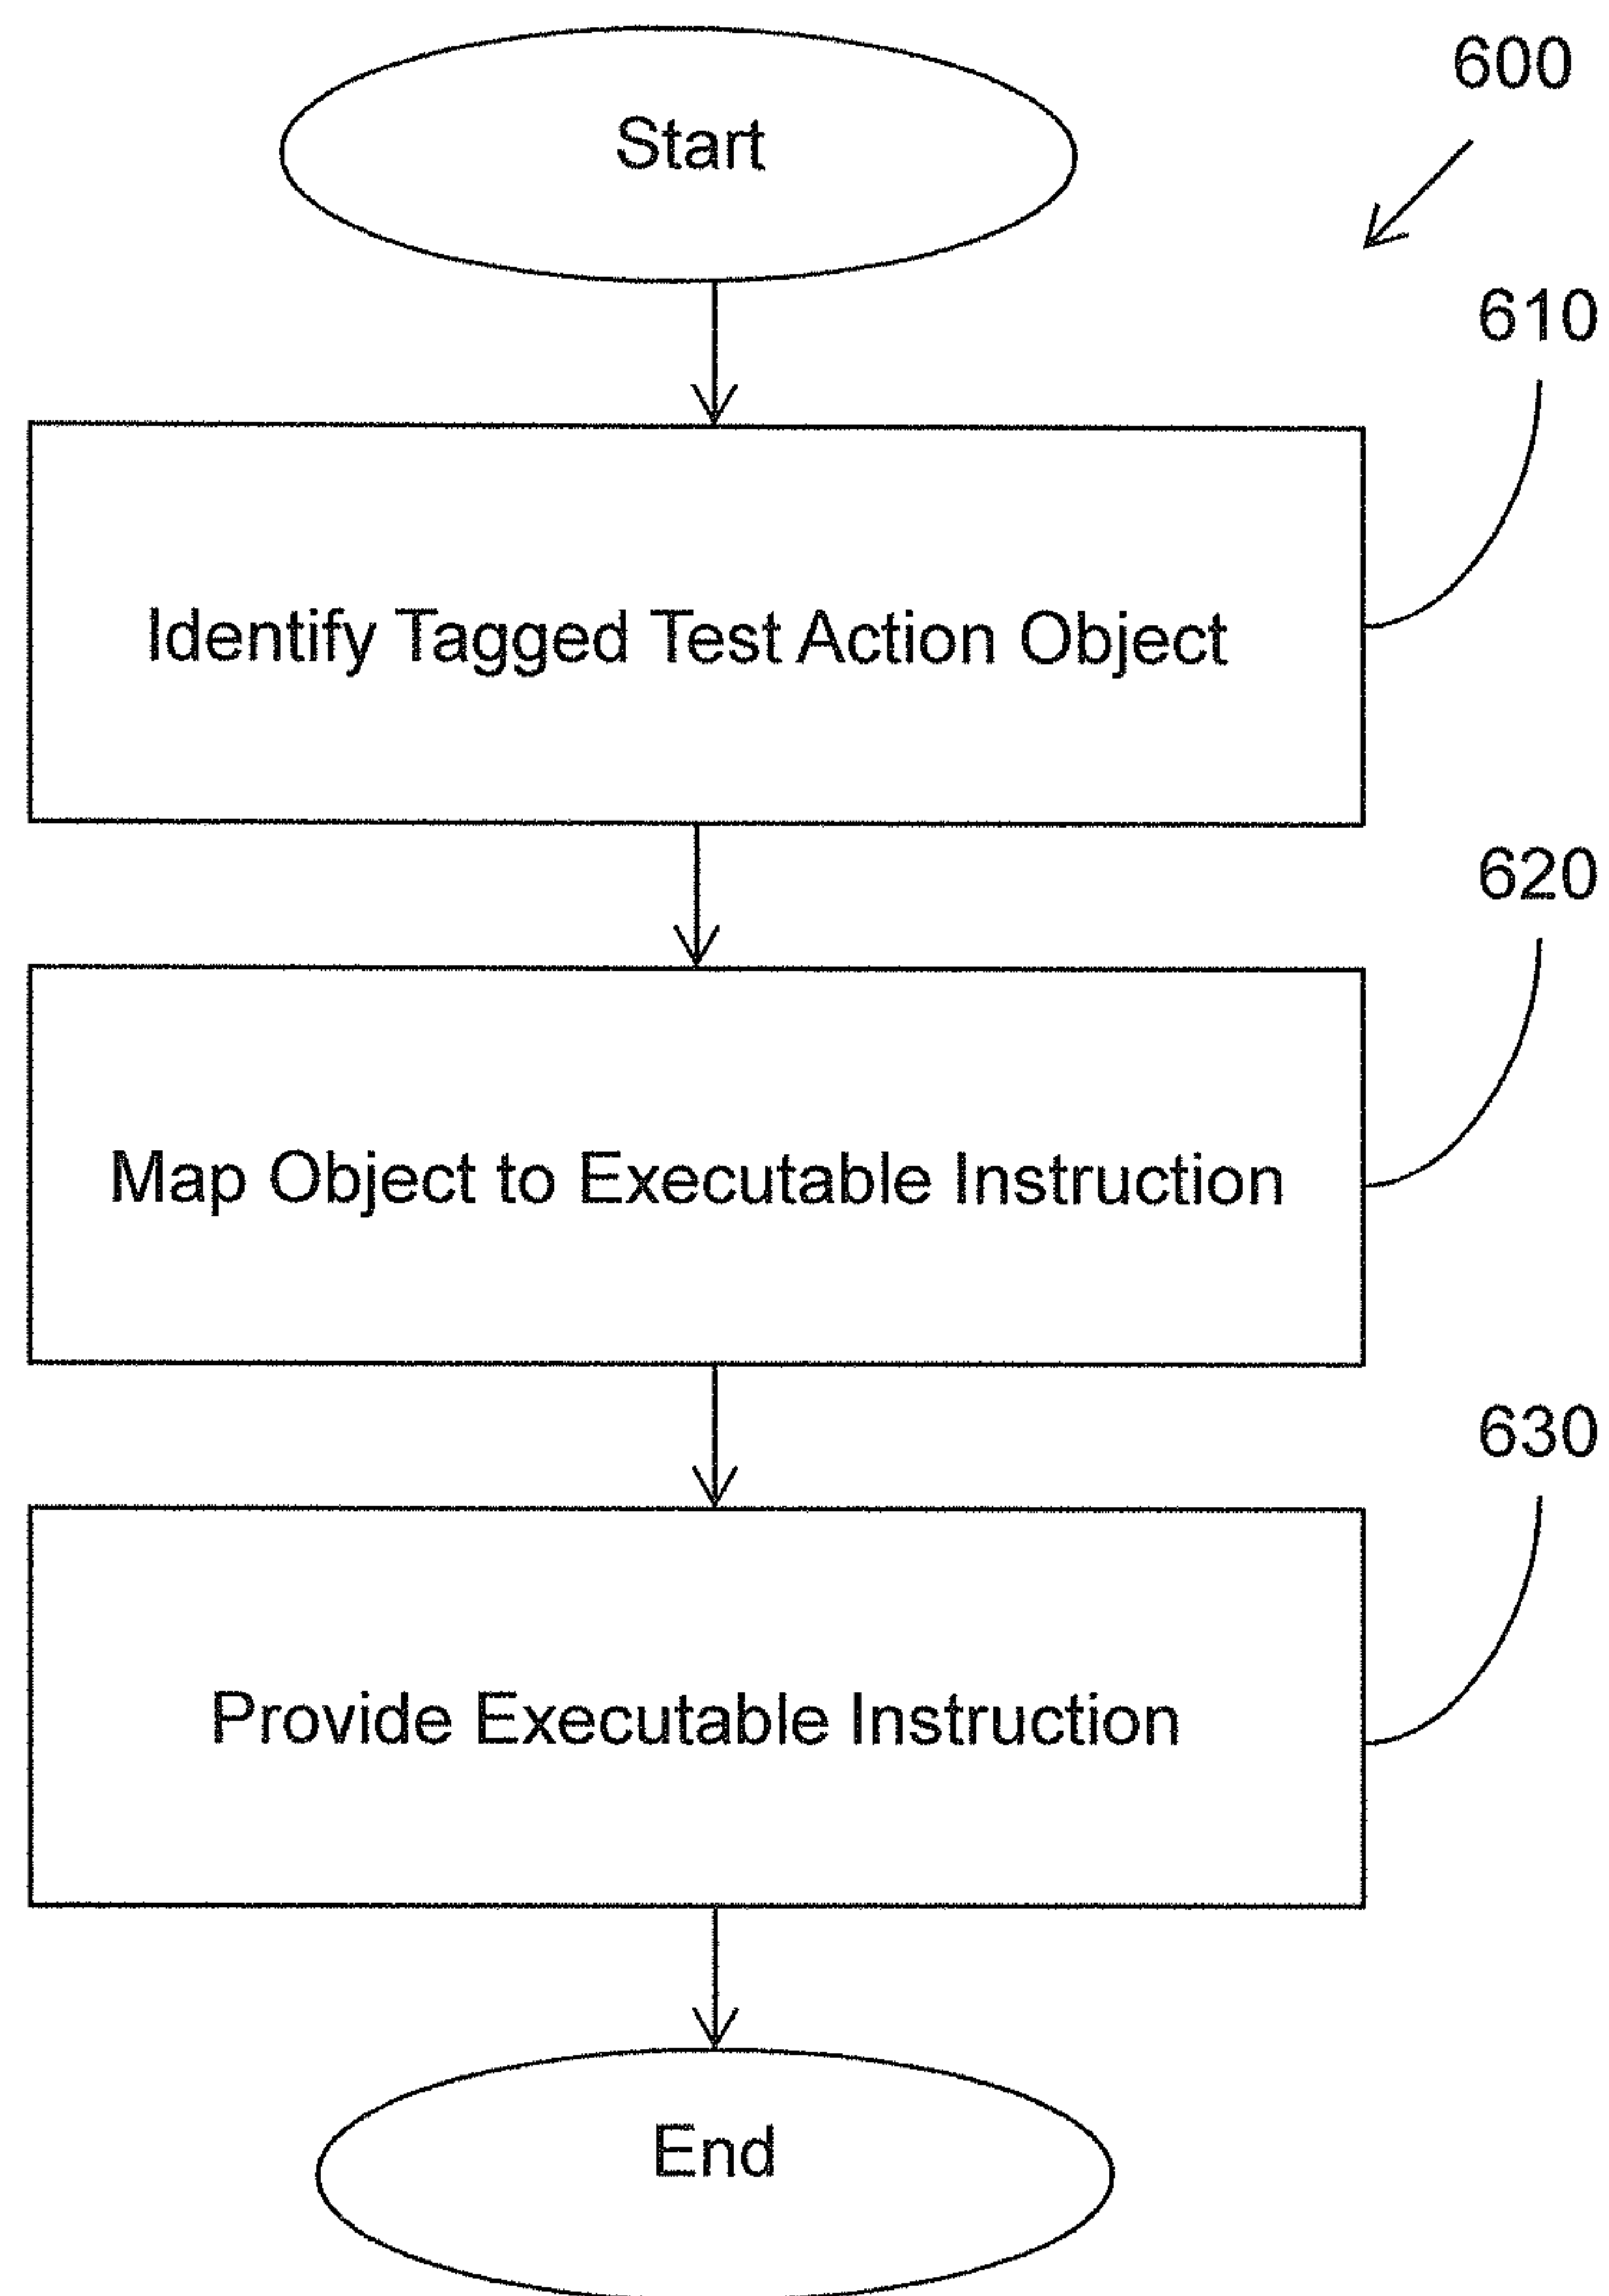 Start
600
610
Identify Tagged Test Action Object
620
Map Object to Executable Instruction
630
Provide Executable Instruction
End